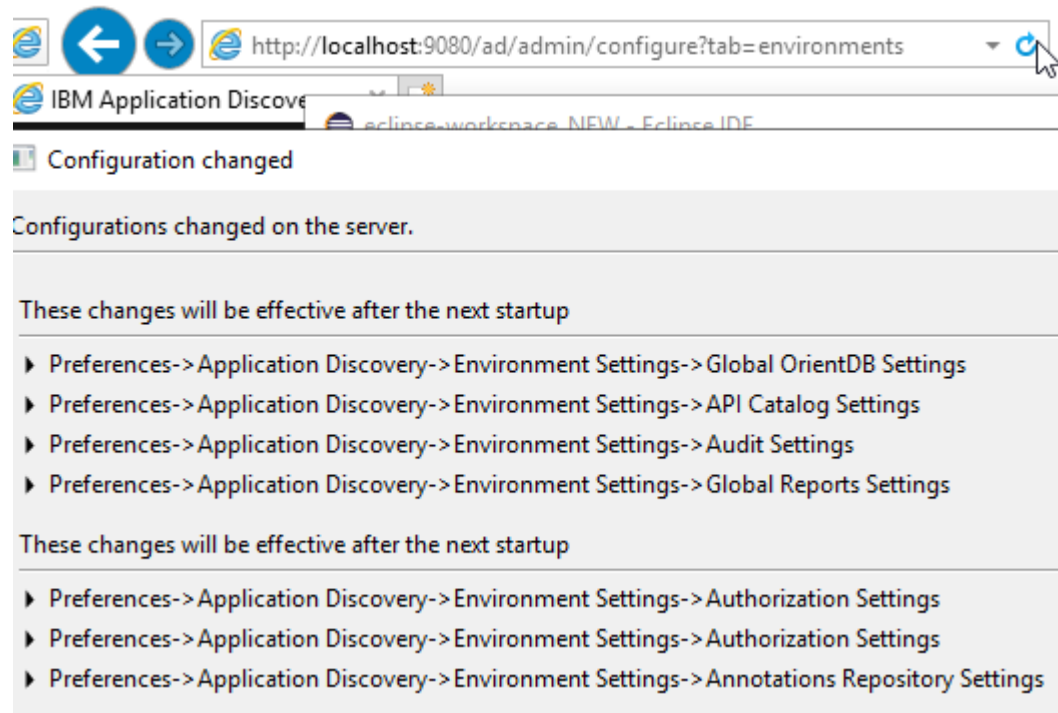 http://localhost:9080/ad/admin/configure?tab=environments
IBM Application Discove
eclipse-workspace_NEW - Eclipse IDE
Configuration changed
Configurations changed on the server.
These changes will be effective after the next startup
Preferences->Application Discovery->Environment Settings->Global OrientDB Settings
Preferences->Application Discovery->Environment Settings->API Catalog Settings
Preferences->Application Discovery->Environment Settings->Audit Settings
Preferences->Application Discovery->Environment Settings->Global Reports Settings
These changes will be effective after the next startup
Preferences->Application Discovery->Environment Settings->Authorization Settings
Preferences->Application Discovery->Environment Settings->Authorization Settings
Preferences->Application Discovery->Environment Settings->Annotations Repository Settings